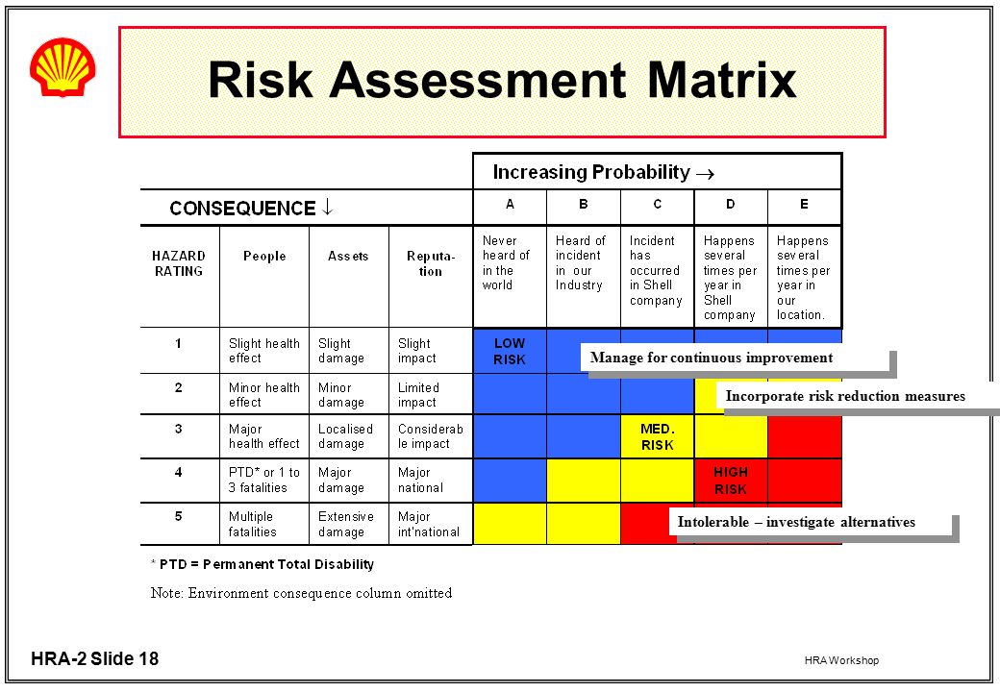 Risk Assessment Matrix
Increasing Probability →
CONSEQUENCE ↓
A B C D E
HAZARD
RATING
People
Assets
Reputa-
tion
Never
heard of
in the
world
Heard of
incident
in our
Industry
Incident
has
occurred
in Shell
company
Happens
several
times per
year in
Shell
company
Happens
several
times per
year in
our
location.
1
Slight health
effect
Slight
damage
Slight
impact
LOW
RISK
Manage for continuous improvement
2
Minor health
effect
Minor
damage
Limited
impact
Incorporate risk reduction measures
3
Major
health effect
Localised
damage
Considerab
le impact
MED.
RISK
4
PTD* or 1 to
3 fatalities
Major
damage
Major
national
HIGH
RISK
5
Multiple
fatalities
Extensive
damage
Major
int'national
Intolerable – investigate alternatives
* PTD = Permanent Total Disability
Note: Environment consequence column omitted
HRA-2 Slide 18
HRA Workshop